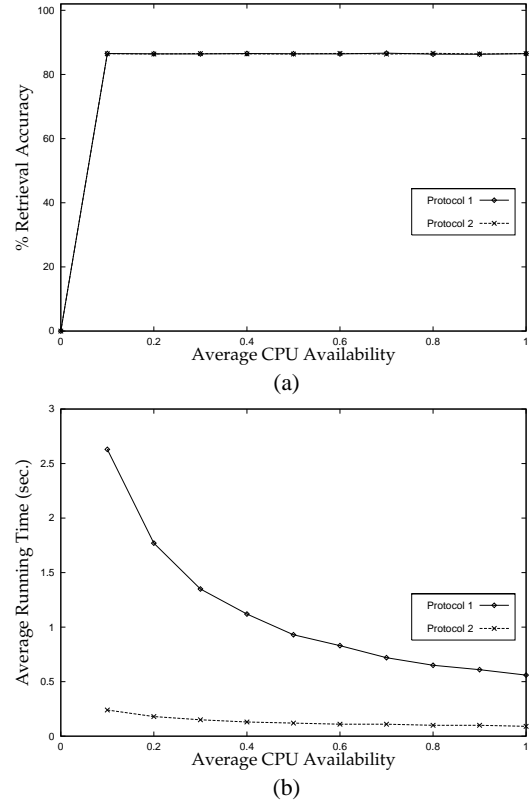 100
80
60
40
20
0
% Retrieval Accuracy
Protocol 1
Protocol 2
0 0.2 0.4 0.6 0.8 1
Average CPU Availability
(a)
3
2.5
2
1.5
1
0.5
0
Average Running Time (sec.)
Protocol 1
Protocol 2
0 0.2 0.4 0.6 0.8 1
Average CPU Availability
(b)